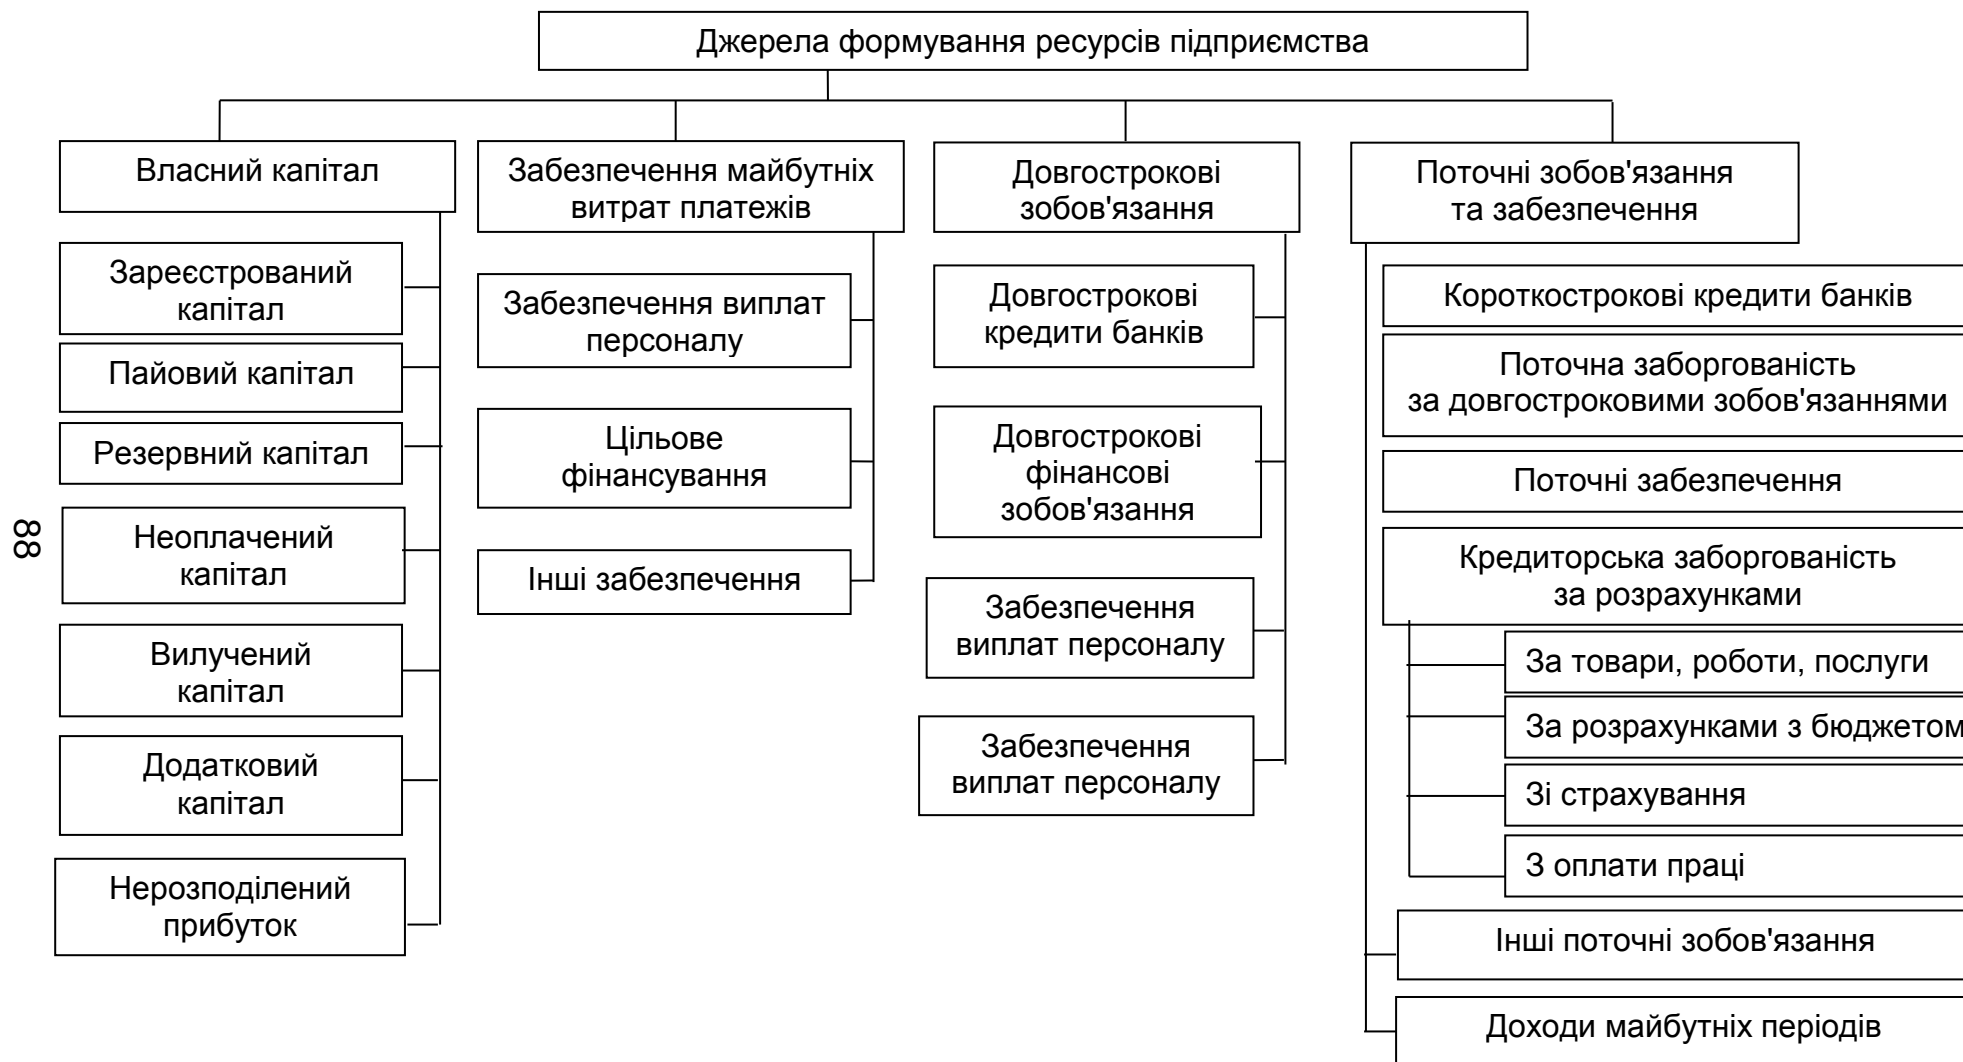 Джерела формування ресурсів підприємства
Власний капітал
Зареєстрований
капітал
Пайовий капітал
Резервний капітал
Неоплачений
капітал
Вилучений
капітал
Додатковий
капітал
Нерозподілений
прибуток
Забезпечення майбутніх
витрат платежів
Забезпечення виплат
персоналу
Цільове
фінансування
Інші забезпечення
Довгострокові
зобов'язання
Довгострокові
кредити банків
Довгострокові
фінансові
зобов'язання
Забезпечення
виплат персоналу
Забезпечення
виплат персоналу
Поточні зобов'язання
та забезпечення
Короткострокові кредити банків
Поточна заборгованість
за довгостроковими зобов'язаннями
Поточні забезпечення
Кредиторська заборгованість
за розрахунками
За товари, роботи, послуги
За розрахунками з бюджетом
Зі страхування
З оплати праці
Інші поточні зобов'язання
Доходи майбутніх періодів
88